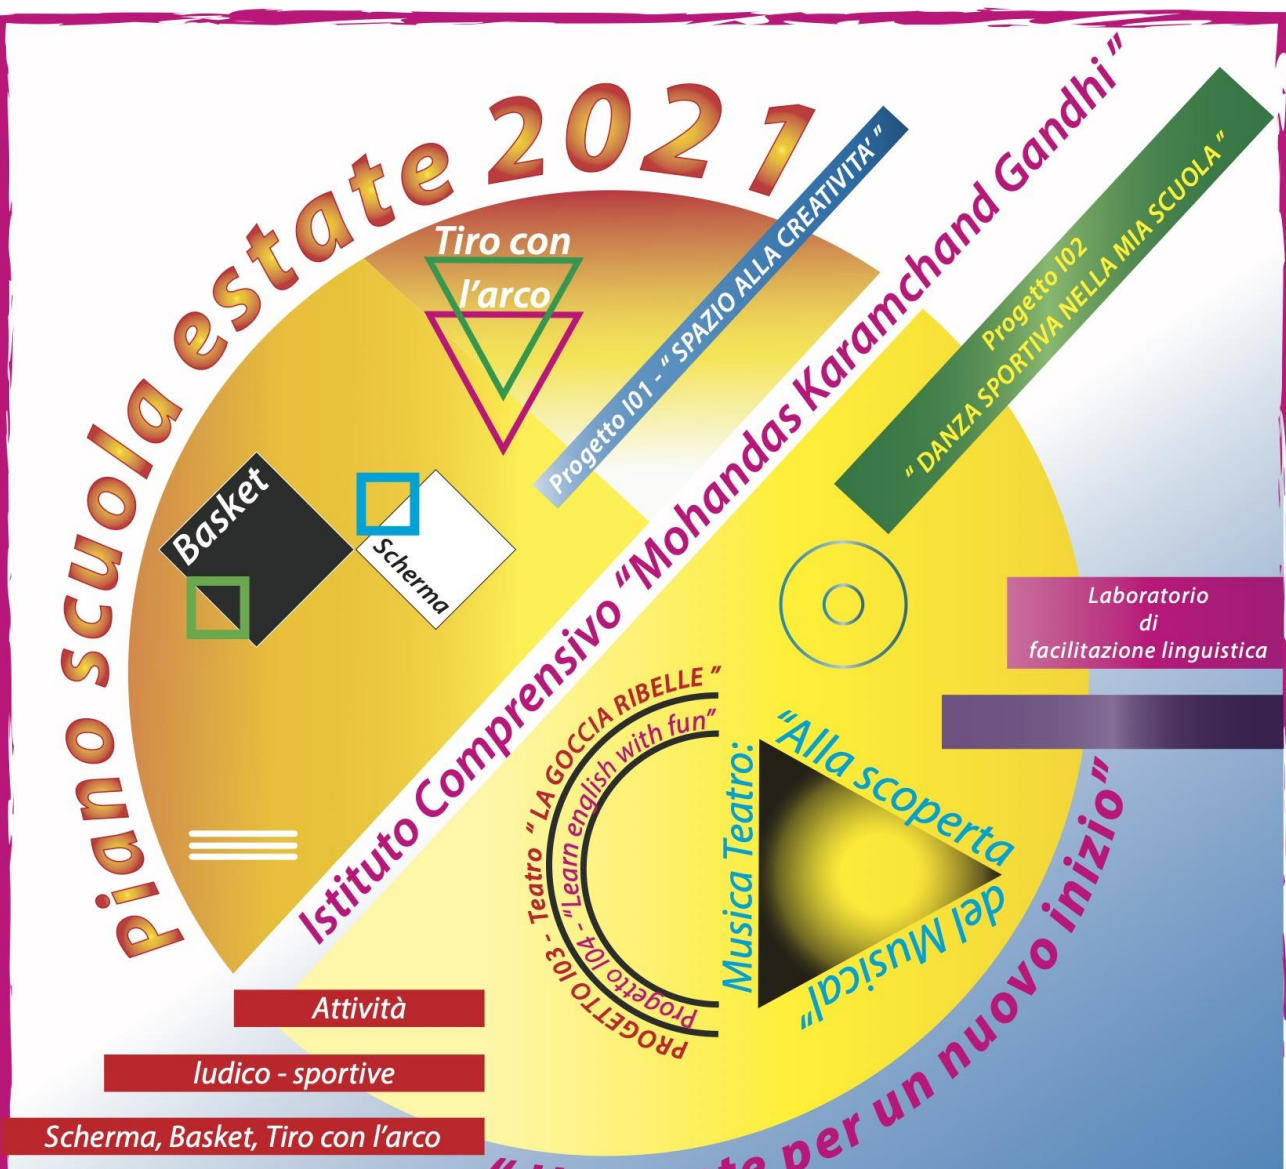 Piano scuola estate 2021
Tiro con
l'arco
Progetto I01 - " SPAZIO ALLA CREATIVITA' "
Istituto Comprensivo "Mohandas Karamchand Gandhi"
Progetto I02
" DANZA SPORTIVA NELLA MIA SCUOLA "
Basket
Scherma
Laboratorio
di
facilitazione linguistica
PROGETTO I03 - Teatro " LA GOCCIA RIBELLE "
Progetto I04 - "Learn english with fun"
Musica Teatro:
"Alla scoperta
del Musical"
Attività
ludico - sportive
Scherma, Basket, Tiro con l'arco
per un nuovo inizio"